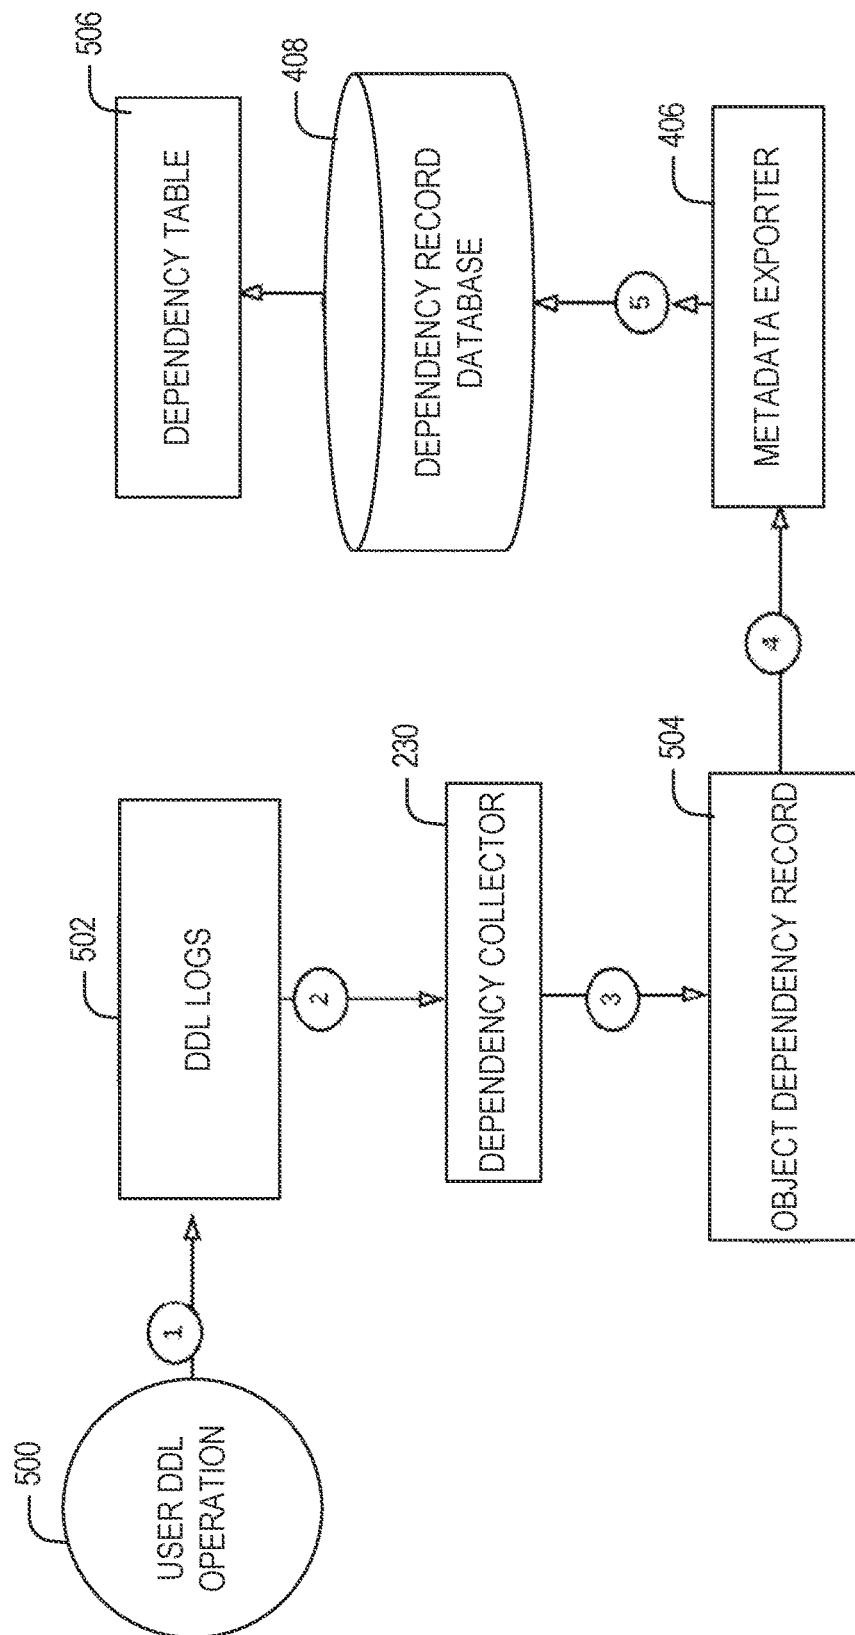 500
USER DDL
OPERATION
1
502
DDL LOGS
2
230
DEPENDENCY COLLECTOR
3
504
OBJECT DEPENDENCY RECORD
4
406
METADATA EXPORTER
5
408
DEPENDENCY RECORD
DATABASE
506
DEPENDENCY TABLE